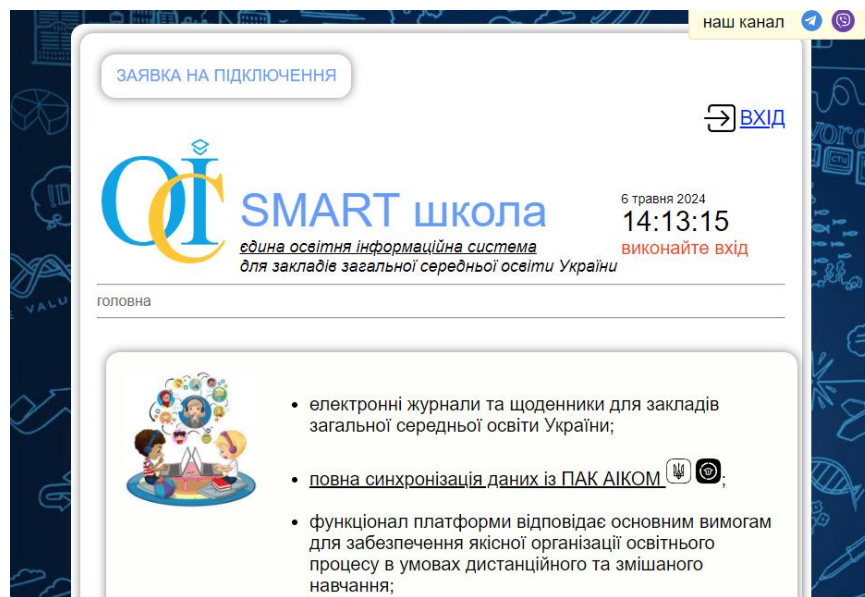 наш канал
ЗАЯВКА НА ПІДКЛЮЧЕННЯ
ВХІД
ОСІ
SMART школа
єдина освітня інформаційна система
для закладів загальної середньої освіти України
6 травня 2024
14:13:15
виконайте вхід
головна
• електронні журнали та щоденники для закладів
загальної середньої освіти України;
• повна синхронізація даних із ПАК АІКОМ ;
• функціонал платформи відповідає основним вимогам
для забезпечення якісної організації освітнього
процесу в умовах дистанційного та змішаного
навчання;